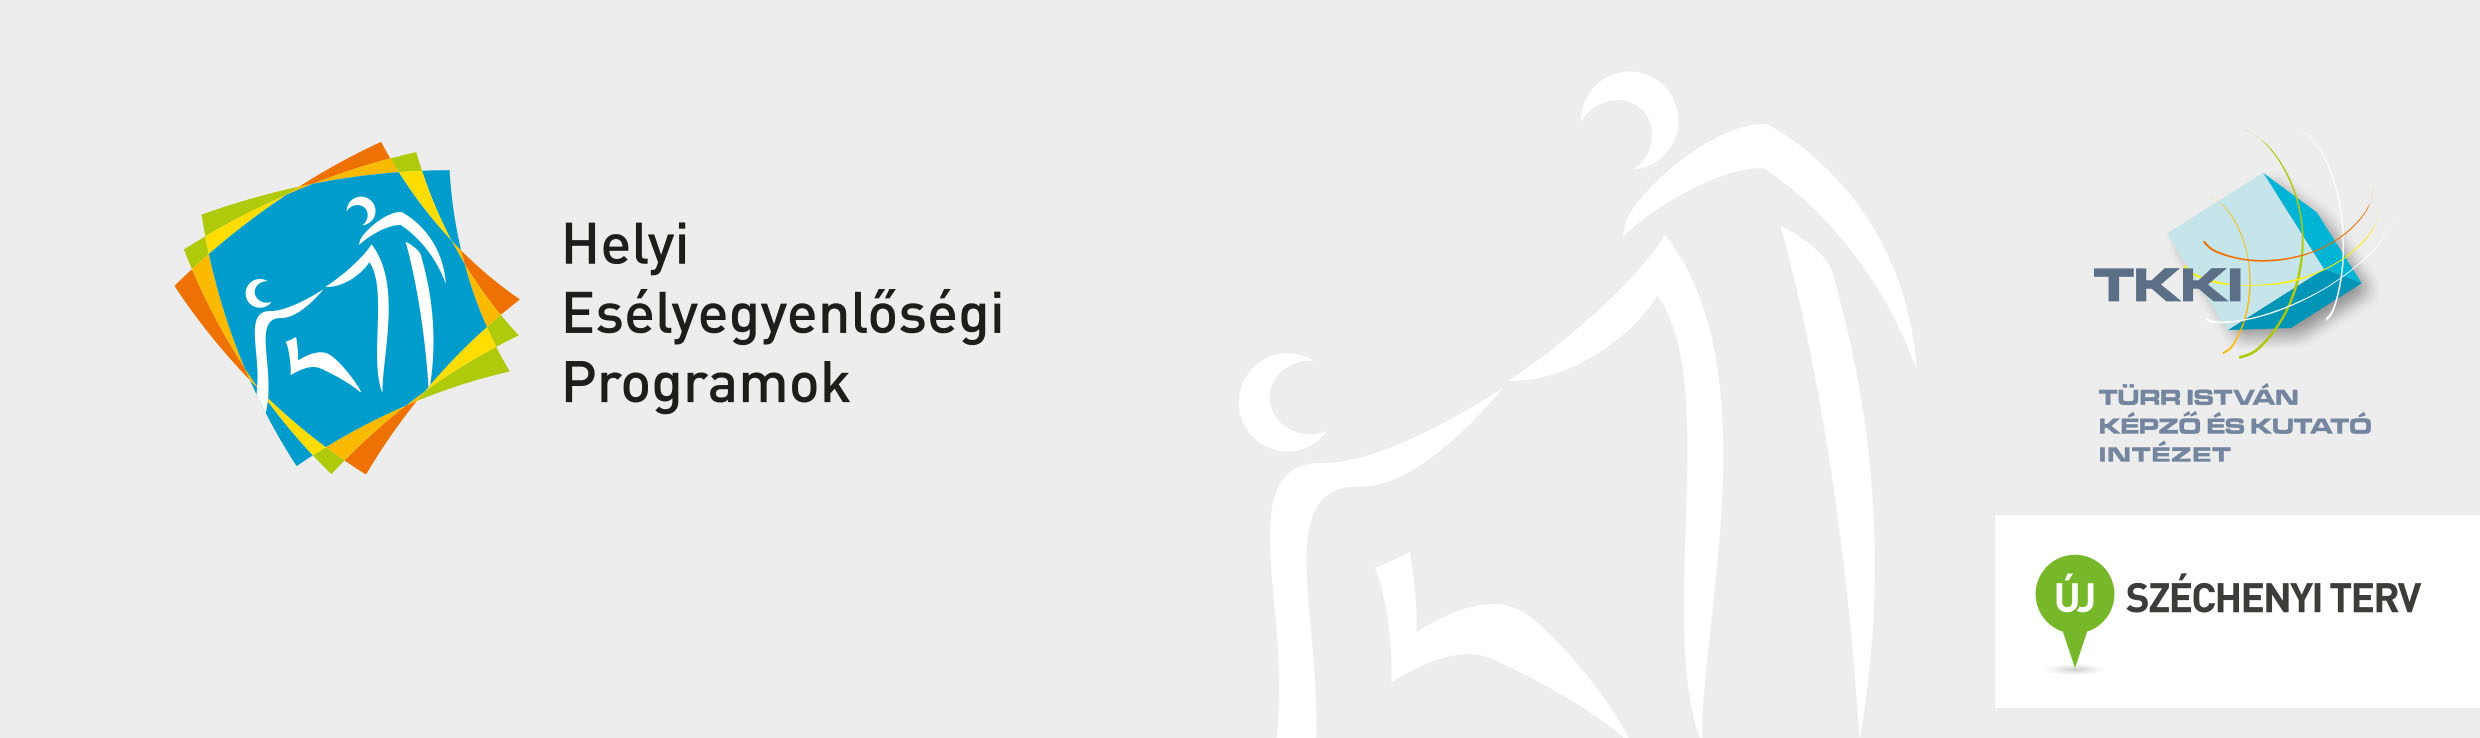 Helyi
Esélyegyenlőségi
Programok
TKKI
TÜRR ISTVÁN
KÉPZŐ ÉS KUTATÓ
INTÉZET
ÚJ SZÉCHENYI TERV